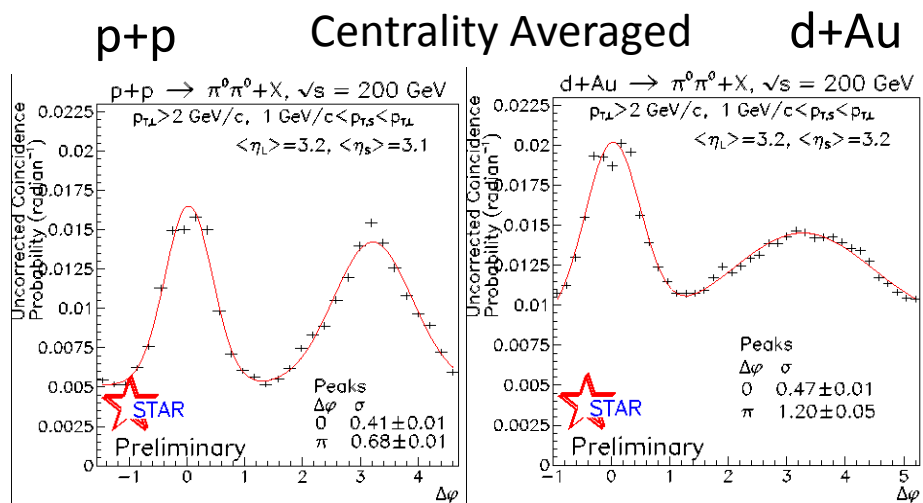 p+p Centrality Averaged d+Au
p+p → π⁰π⁰+X, √s = 200 GeV
p_T,L>2 GeV/c, 1 GeV/c<p_T,S<p_T,L
<η_L>=3.2, <η_S>=3.1
Uncorrected Coincidence
Probability (radian⁻¹)
0.0225
0.02
0.0175
0.015
0.0125
0.01
0.0075
0.005
0.0025
0
STAR
Preliminary
Peaks
Δφ σ
0 0.41±0.01
π 0.68±0.01
-1 0 1 2 3 4
Δφ
d+Au → π⁰π⁰+X, √s = 200 GeV
p_T,L>2 GeV/c, 1 GeV/c<p_T,S<p_T,L
<η_L>=3.2, <η_S>=3.2
Uncorrected Coincidence
Probability (radian⁻¹)
0.0225
0.02
0.0175
0.015
0.0125
0.01
0.0075
0.005
0.0025
0
STAR
Preliminary
Peaks
Δφ σ
0 0.47±0.01
π 1.20±0.05
-1 0 1 2 3 4 5
Δφ